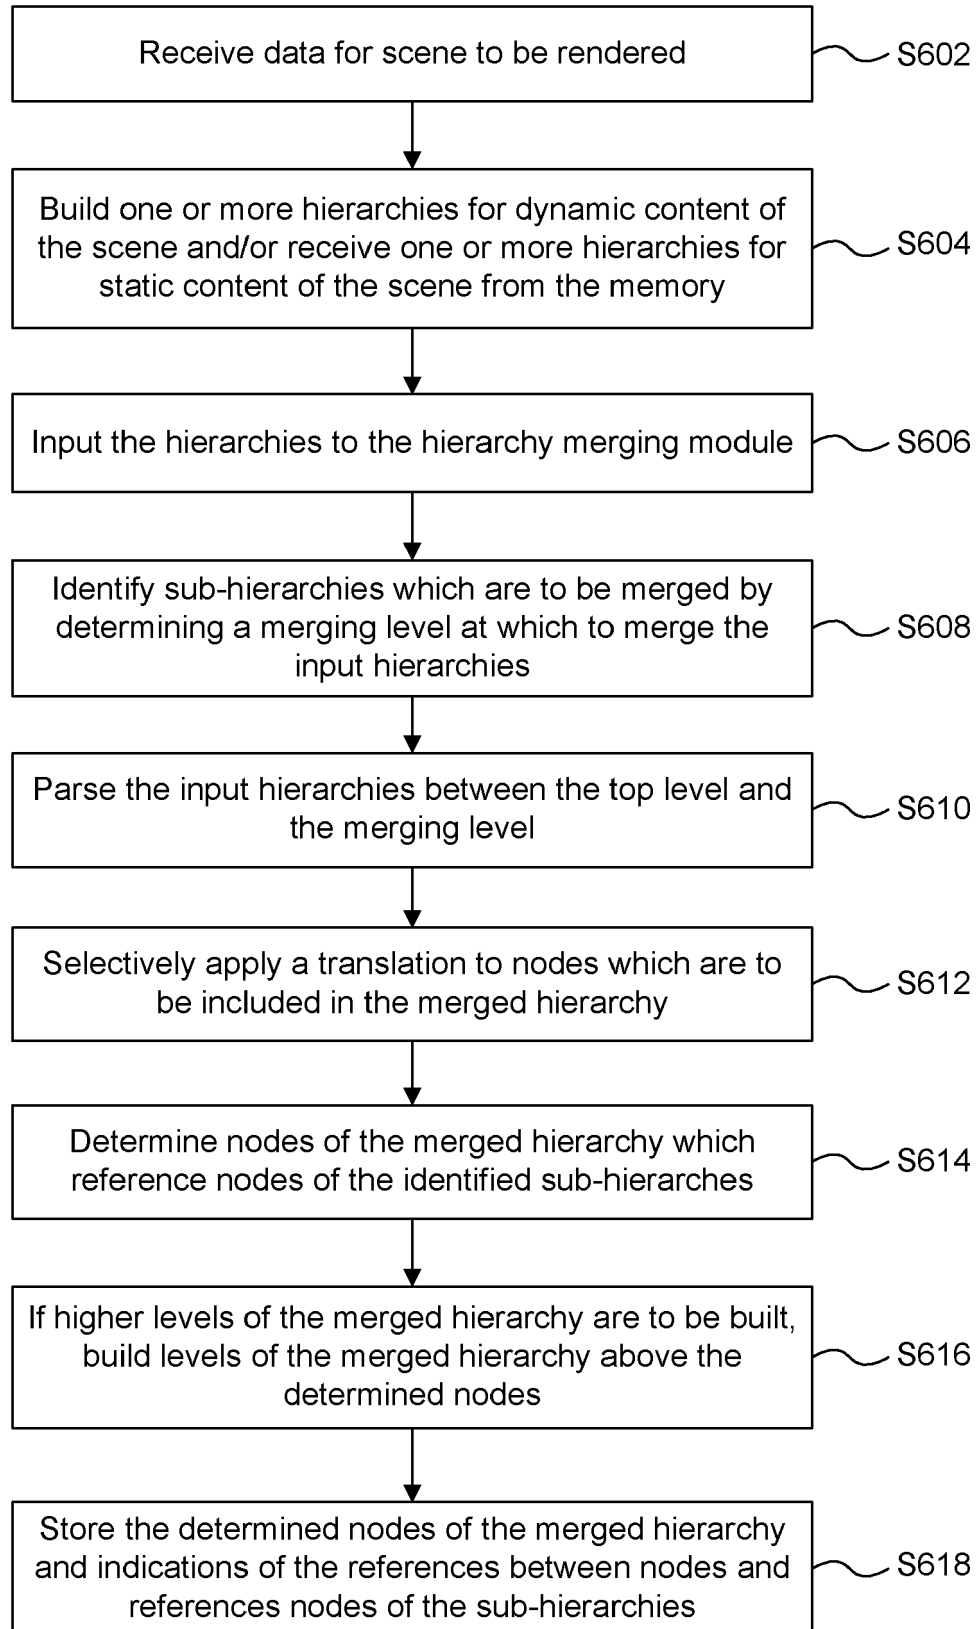 Receive data for scene to be rendered
S602
Build one or more hierarchies for dynamic content of
the scene and/or receive one or more hierarchies for
static content of the scene from the memory
S604
Input the hierarchies to the hierarchy merging module
S606
Identify sub-hierarchies which are to be merged by
determining a merging level at which to merge the
input hierarchies
S608
Parse the input hierarchies between the top level and
the merging level
S610
Selectively apply a translation to nodes which are to
be included in the merged hierarchy
S612
Determine nodes of the merged hierarchy which
reference nodes of the identified sub-hierarches
S614
If higher levels of the merged hierarchy are to be built,
build levels of the merged hierarchy above the
determined nodes
S616
Store the determined nodes of the merged hierarchy
and indications of the references between nodes and
references nodes of the sub-hierarchies
S618